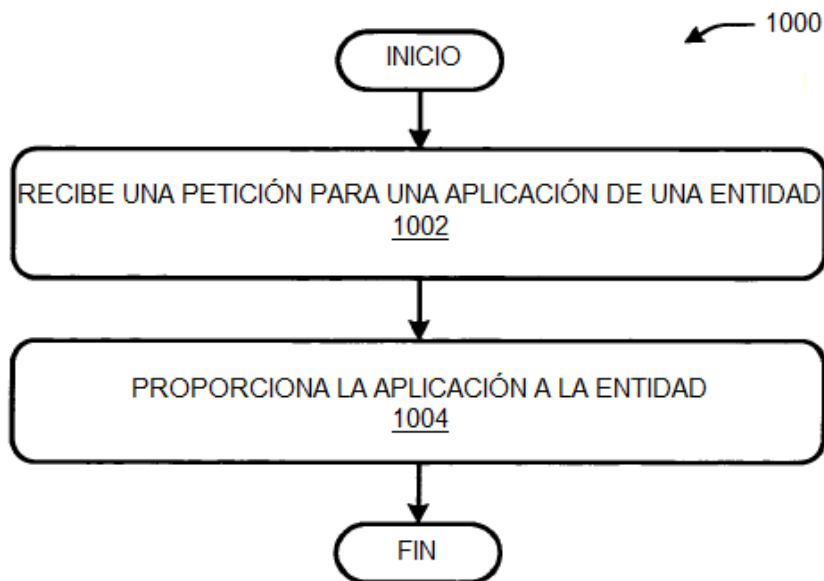 1000
INICIO
RECIBE UNA PETICIÓN PARA UNA APLICACIÓN DE UNA ENTIDAD
1002
PROPORCIONA LA APLICACIÓN A LA ENTIDAD
1004
FIN